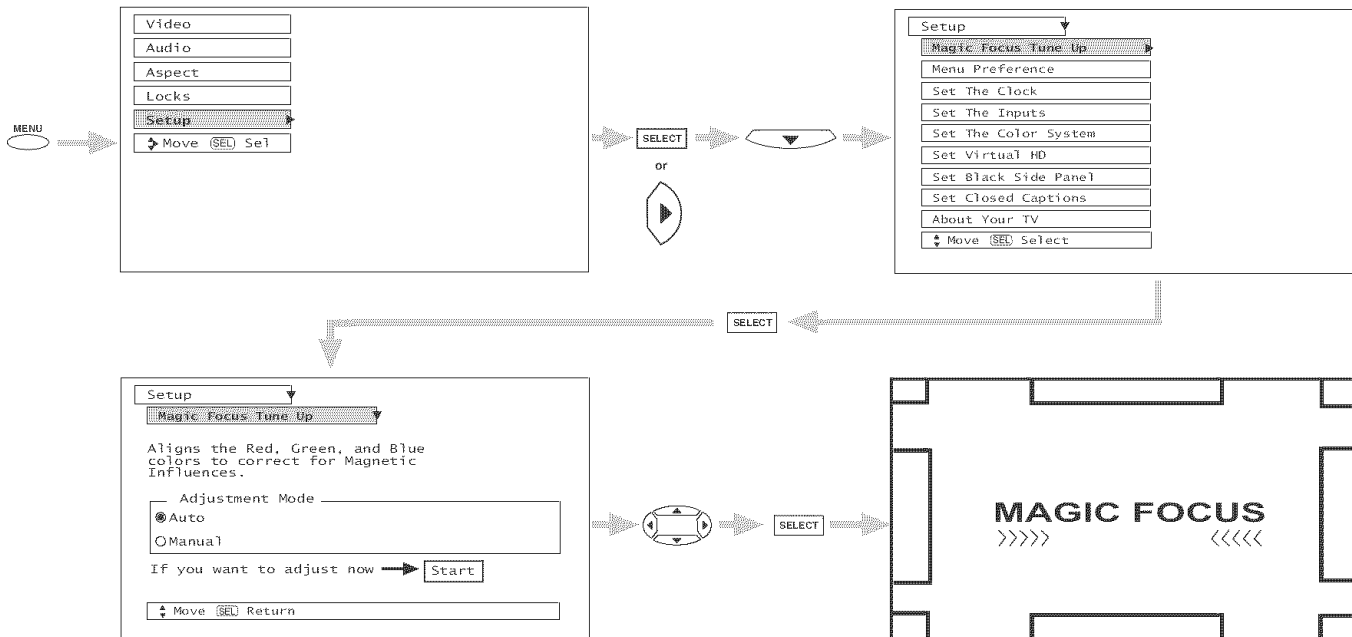 MENU
Video
Audio
Aspect
Locks
Setup
Move SEL Sel
SELECT
or
Setup
Magic Focus Tune Up
Menu Preference
Set The Clock
Set The Inputs
Set The Color System
Set Virtual HD
Set Black Side Panel
Set Closed Captions
About Your TV
Move SEL Select
SELECT
Setup
Magic Focus Tune Up
Aligns the Red, Green, and Blue
colors to correct for Magnetic
Influences.
Adjustment Mode
Auto
Manual
If you want to adjust now Start
Move SEL Return
SELECT
MAGIC FOCUS